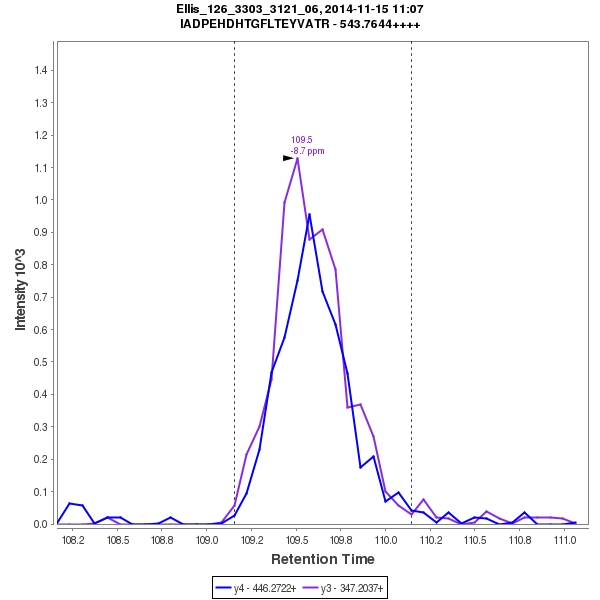 Ellis_126_3303_3121_06, 2014-11-15 11:07
IADPEHDHTGFLTEYVATR - 543.7644++++
109.5
-8.7 ppm
Intensity 10^3
1.4
1.3
1.2
1.1
1.0
0.9
0.8
0.7
0.6
0.5
0.4
0.3
0.2
0.1
0.0
108.2 108.5 108.8 109.0 109.2 109.5 109.8 110.0 110.2 110.5 110.8 111.0
Retention Time
y4 - 446.2722+ y3 - 347.2037+